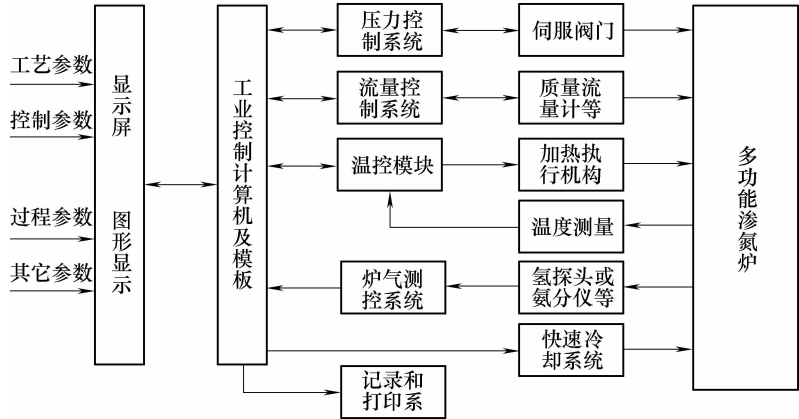 工艺参数
控制参数
过程参数
其它参数
显示屏
图形显示
工业控制计算机及模板
压力控
制系统
流量控
制系统
温控模块
炉气测
控系统
记录和
打印系
伺服阀门
质量流
量计等
加热执
行机构
温度测量
氢探头或
氨分仪等
快速冷
却系统
多功能渗氮炉